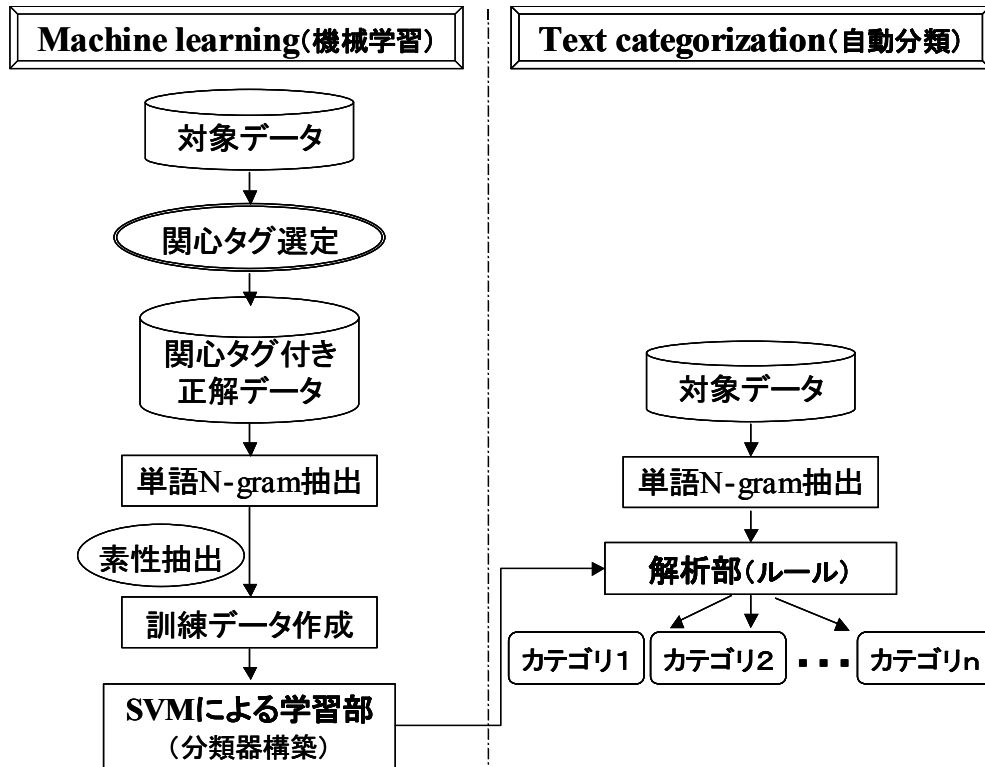 Machine learning(機械学習)
対象データ
関心タグ選定
関心タグ付き
正解データ
単語N-gram抽出
素性抽出
訓練データ作成
SVMによる学習部
(分類器構築)
Text categorization(自動分類)
対象データ
単語N-gram抽出
解析部(ルール)
カテゴリ1 カテゴリ2 ・・・ カテゴリn